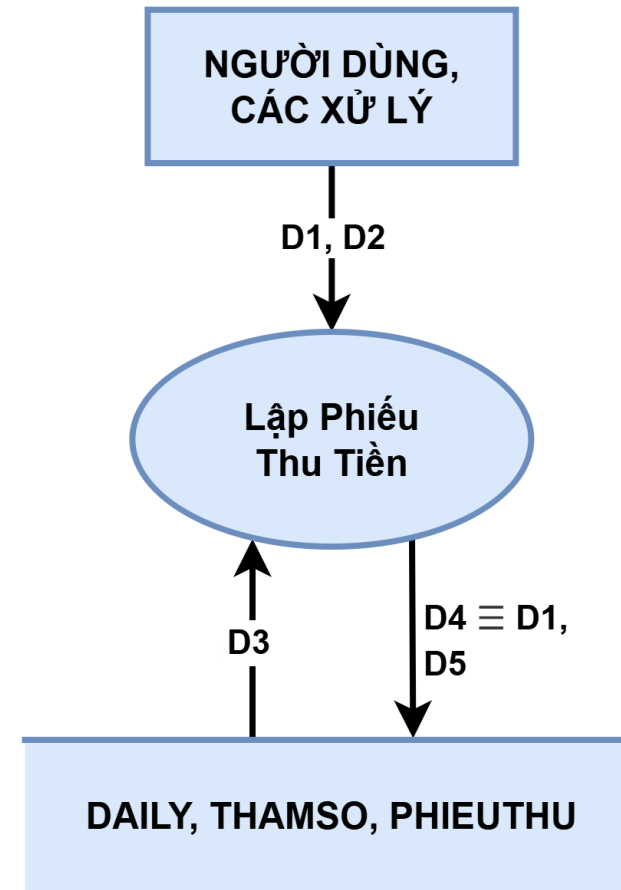 NGƯỜI DÙNG,
CÁC XỬ LÝ
D1, D2
Lập Phiếu
Thu Tiền
D3
D4 ≡ D1,
D5
DAILY, THAMSO, PHIEUTHU